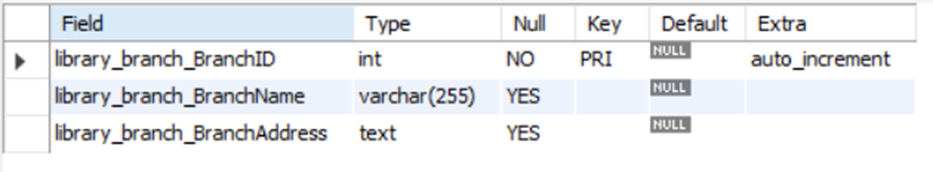 Field Type Null Key Default Extra
library_branch_BranchID int NO PRI NULL auto_increment
library_branch_BranchName varchar(255) YES NULL
library_branch_BranchAddress text YES NULL